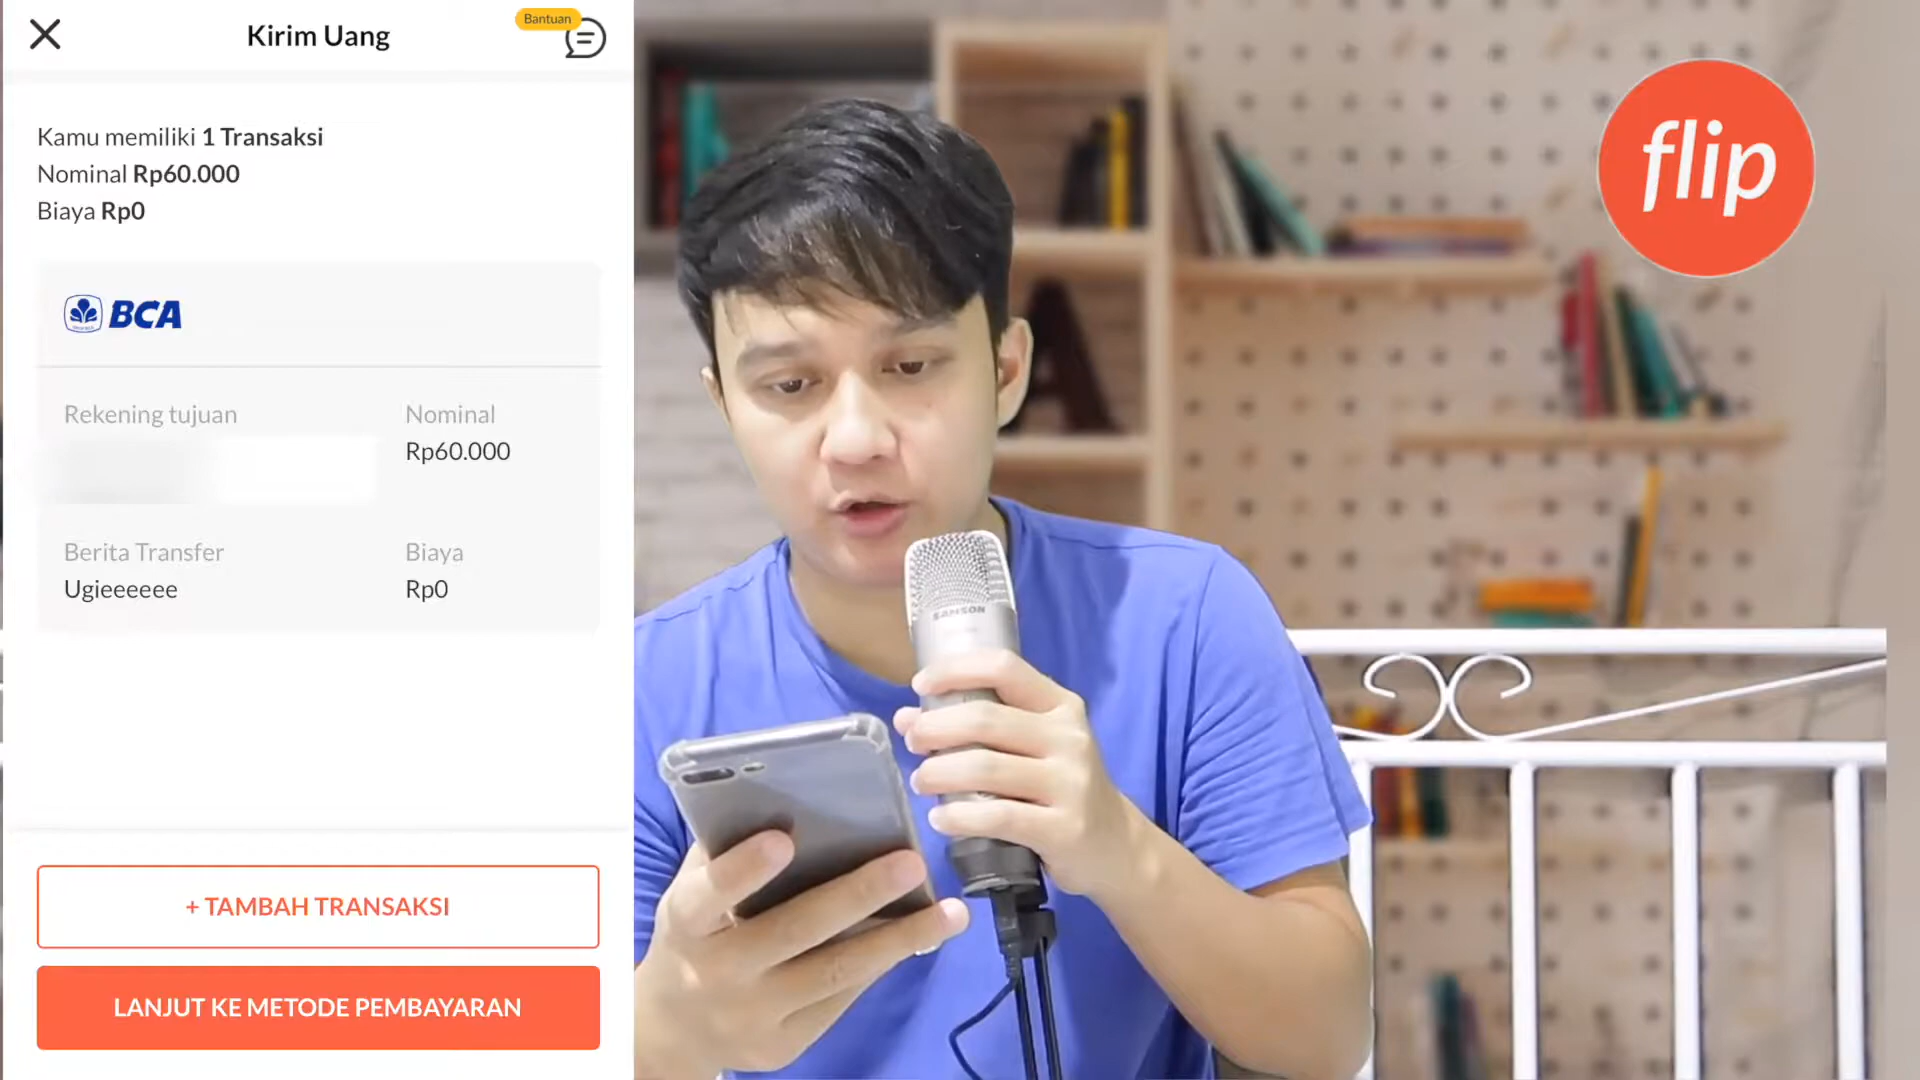 Kirim Uang
Bantuan
Kamu memiliki 1 Transaksi
Nominal Rp60.000
Biaya Rp0
BCA
Rekening tujuan
Nominal
Rp60.000
Berita Transfer
Biaya
Ugieeeeee
Rp0
+ TAMBAH TRANSAKSI
LANJUT KE METODE PEMBAYARAN
flip
SAMSON
A